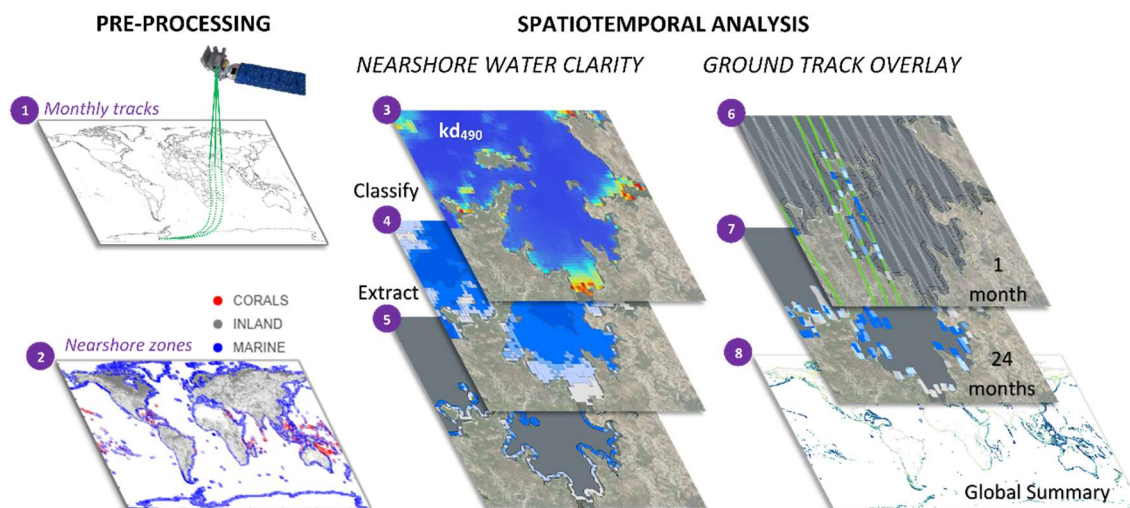 PRE-PROCESSING
SPATIOTEMPORAL ANALYSIS
NEARSHORE WATER CLARITY
GROUND TRACK OVERLAY
1
Monthly tracks
CORALS
INLAND
MARINE
2
Nearshore zones
3
kd490
Classify
4
Extract
5
6
1
month
7
24
months
8
Global Summary